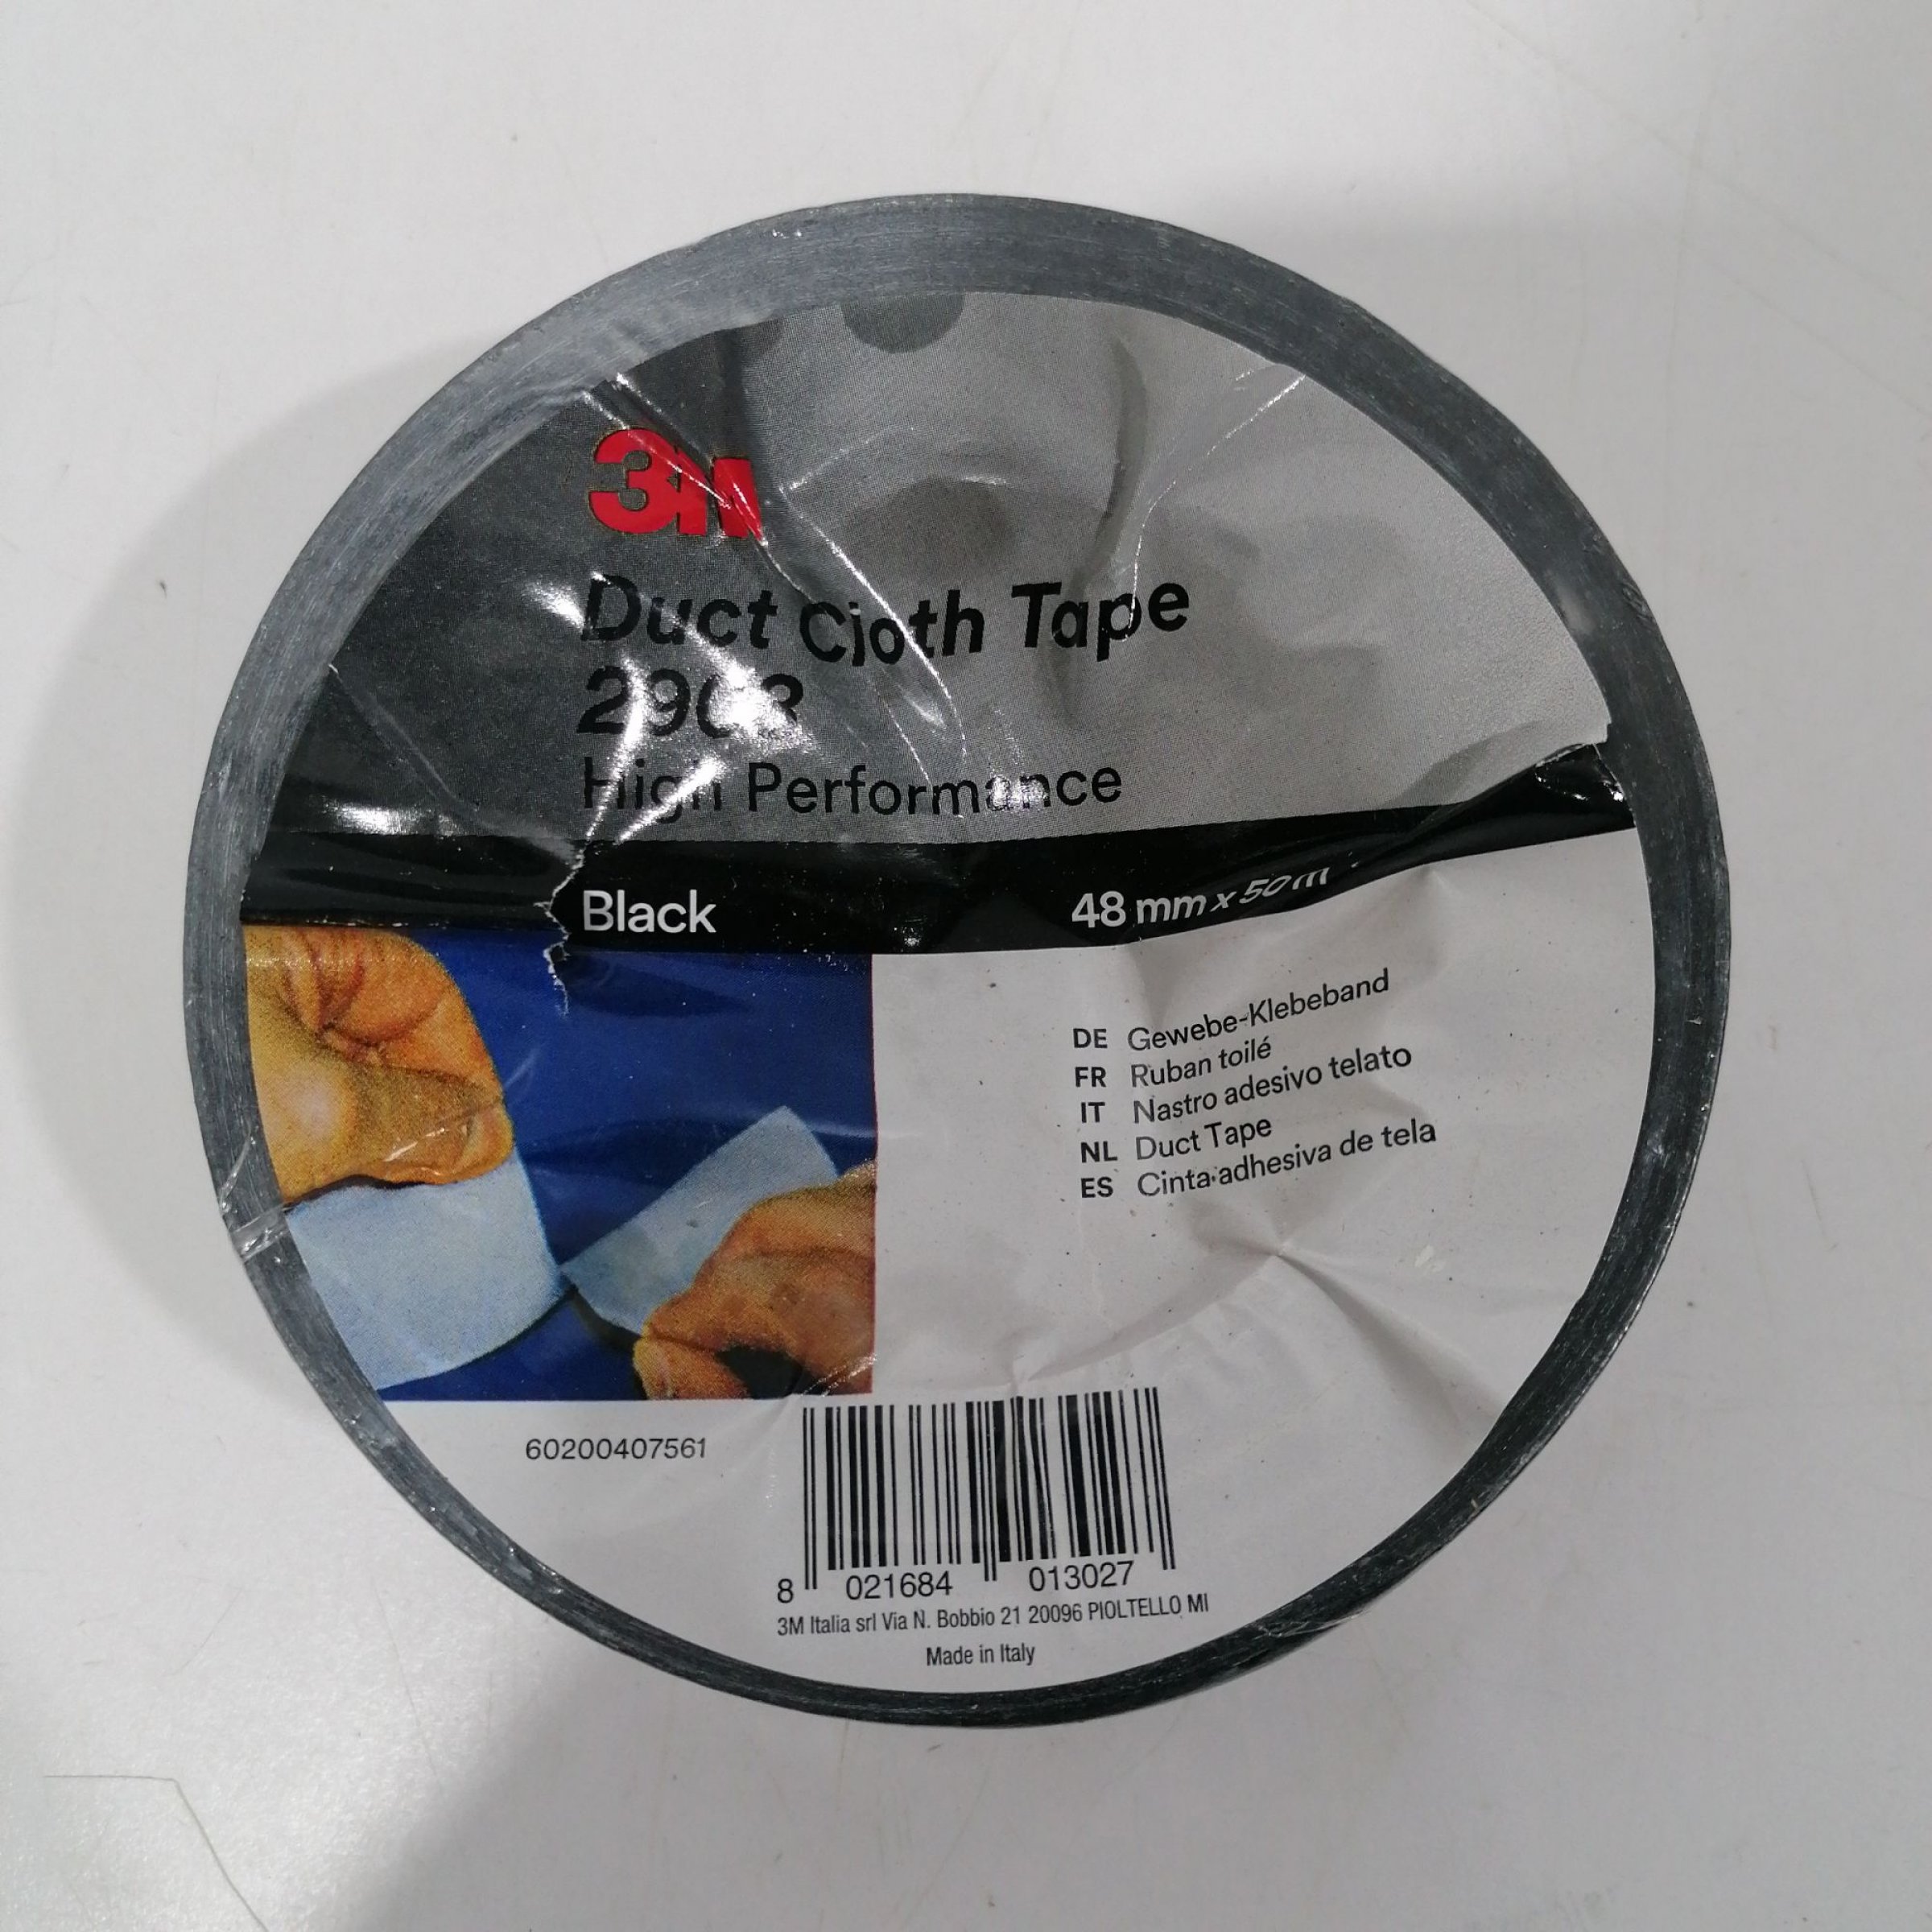 3M
Duct Cloth Tape
2903
High Performance
Black 48 mm x 50 m
DE Gewebe-Klebeband
FR Ruban toilé
IT Nastro adesivo telato
NL Duct Tape
ES Cinta adhesiva de tela
60200407561
8 021684 013027
3M Italia srl Via N. Bobbio 21 20096 PIOLTELLO MI
Made in Italy